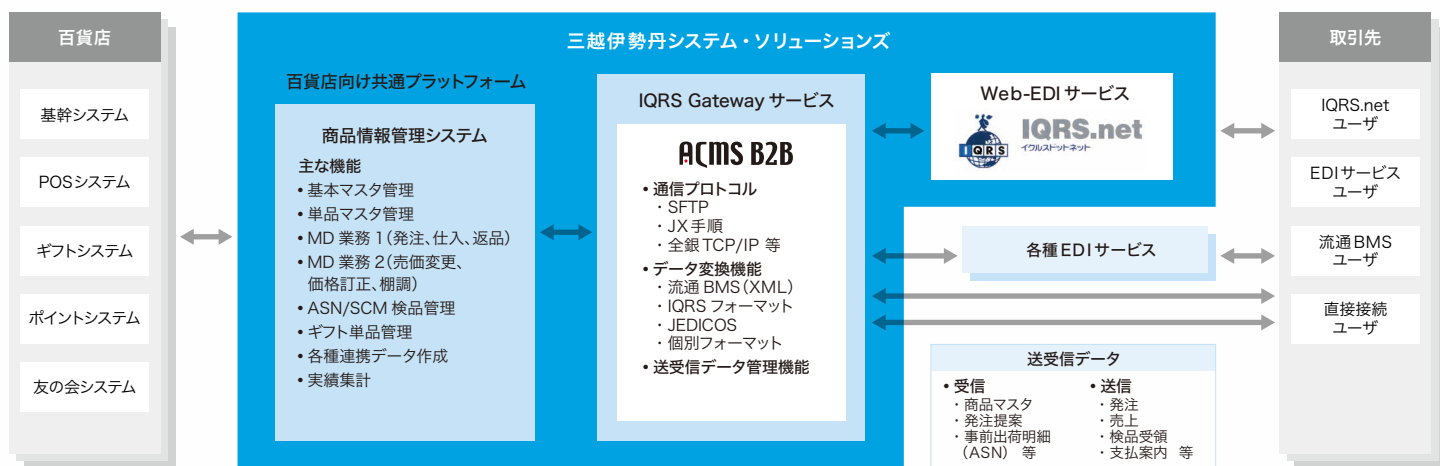 百貨店
基幹システム
POSシステム
ギフトシステム
ポイントシステム
友の会システム
三越伊勢丹システム・ソリューションズ
百貨店向け共通プラットフォーム
商品情報管理システム
主な機能
• 基本マスタ管理
• 単品マスタ管理
• MD 業務 1（発注、仕入、返品）
• MD 業務 2（売価変更、
価格訂正、棚調）
• ASN/SCM 検品管理
• ギフト単品管理
• 各種連携データ作成
• 実績集計
IQRS Gateway サービス
ACMS B2B
• 通信プロトコル
・ SFTP
・ JX 手順
・ 全銀 TCP/IP 等
• データ変換機能
・ 流通 BMS（XML）
・ IQRS フォーマット
・ JEDICOS
・ 個別フォーマット
• 送受信データ管理機能
Web-EDI サービス
IQRS
IQRS.net
イクルスドットネット
各種 EDI サービス
送受信データ
• 受信
・ 商品マスタ
・ 発注提案
・ 事前出荷明細
（ASN） 等
• 送信
・ 発注
・ 売上
・ 検品受領
・ 支払案内 等
取引先
IQRS.net
ユーザ
EDIサービス
ユーザ
流通BMS
ユーザ
直接接続
ユーザ